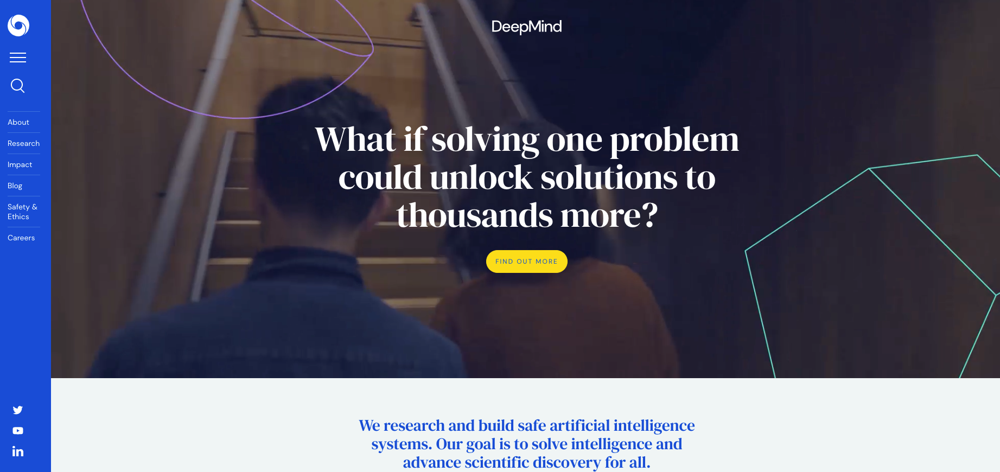 DeepMind
About
Research
Impact
Blog
Safety &
Ethics
Careers
What if solving one problem
could unlock solutions to
thousands more?
FIND OUT MORE
We research and build safe artificial intelligence
systems. Our goal is to solve intelligence and
advance scientific discovery for all.